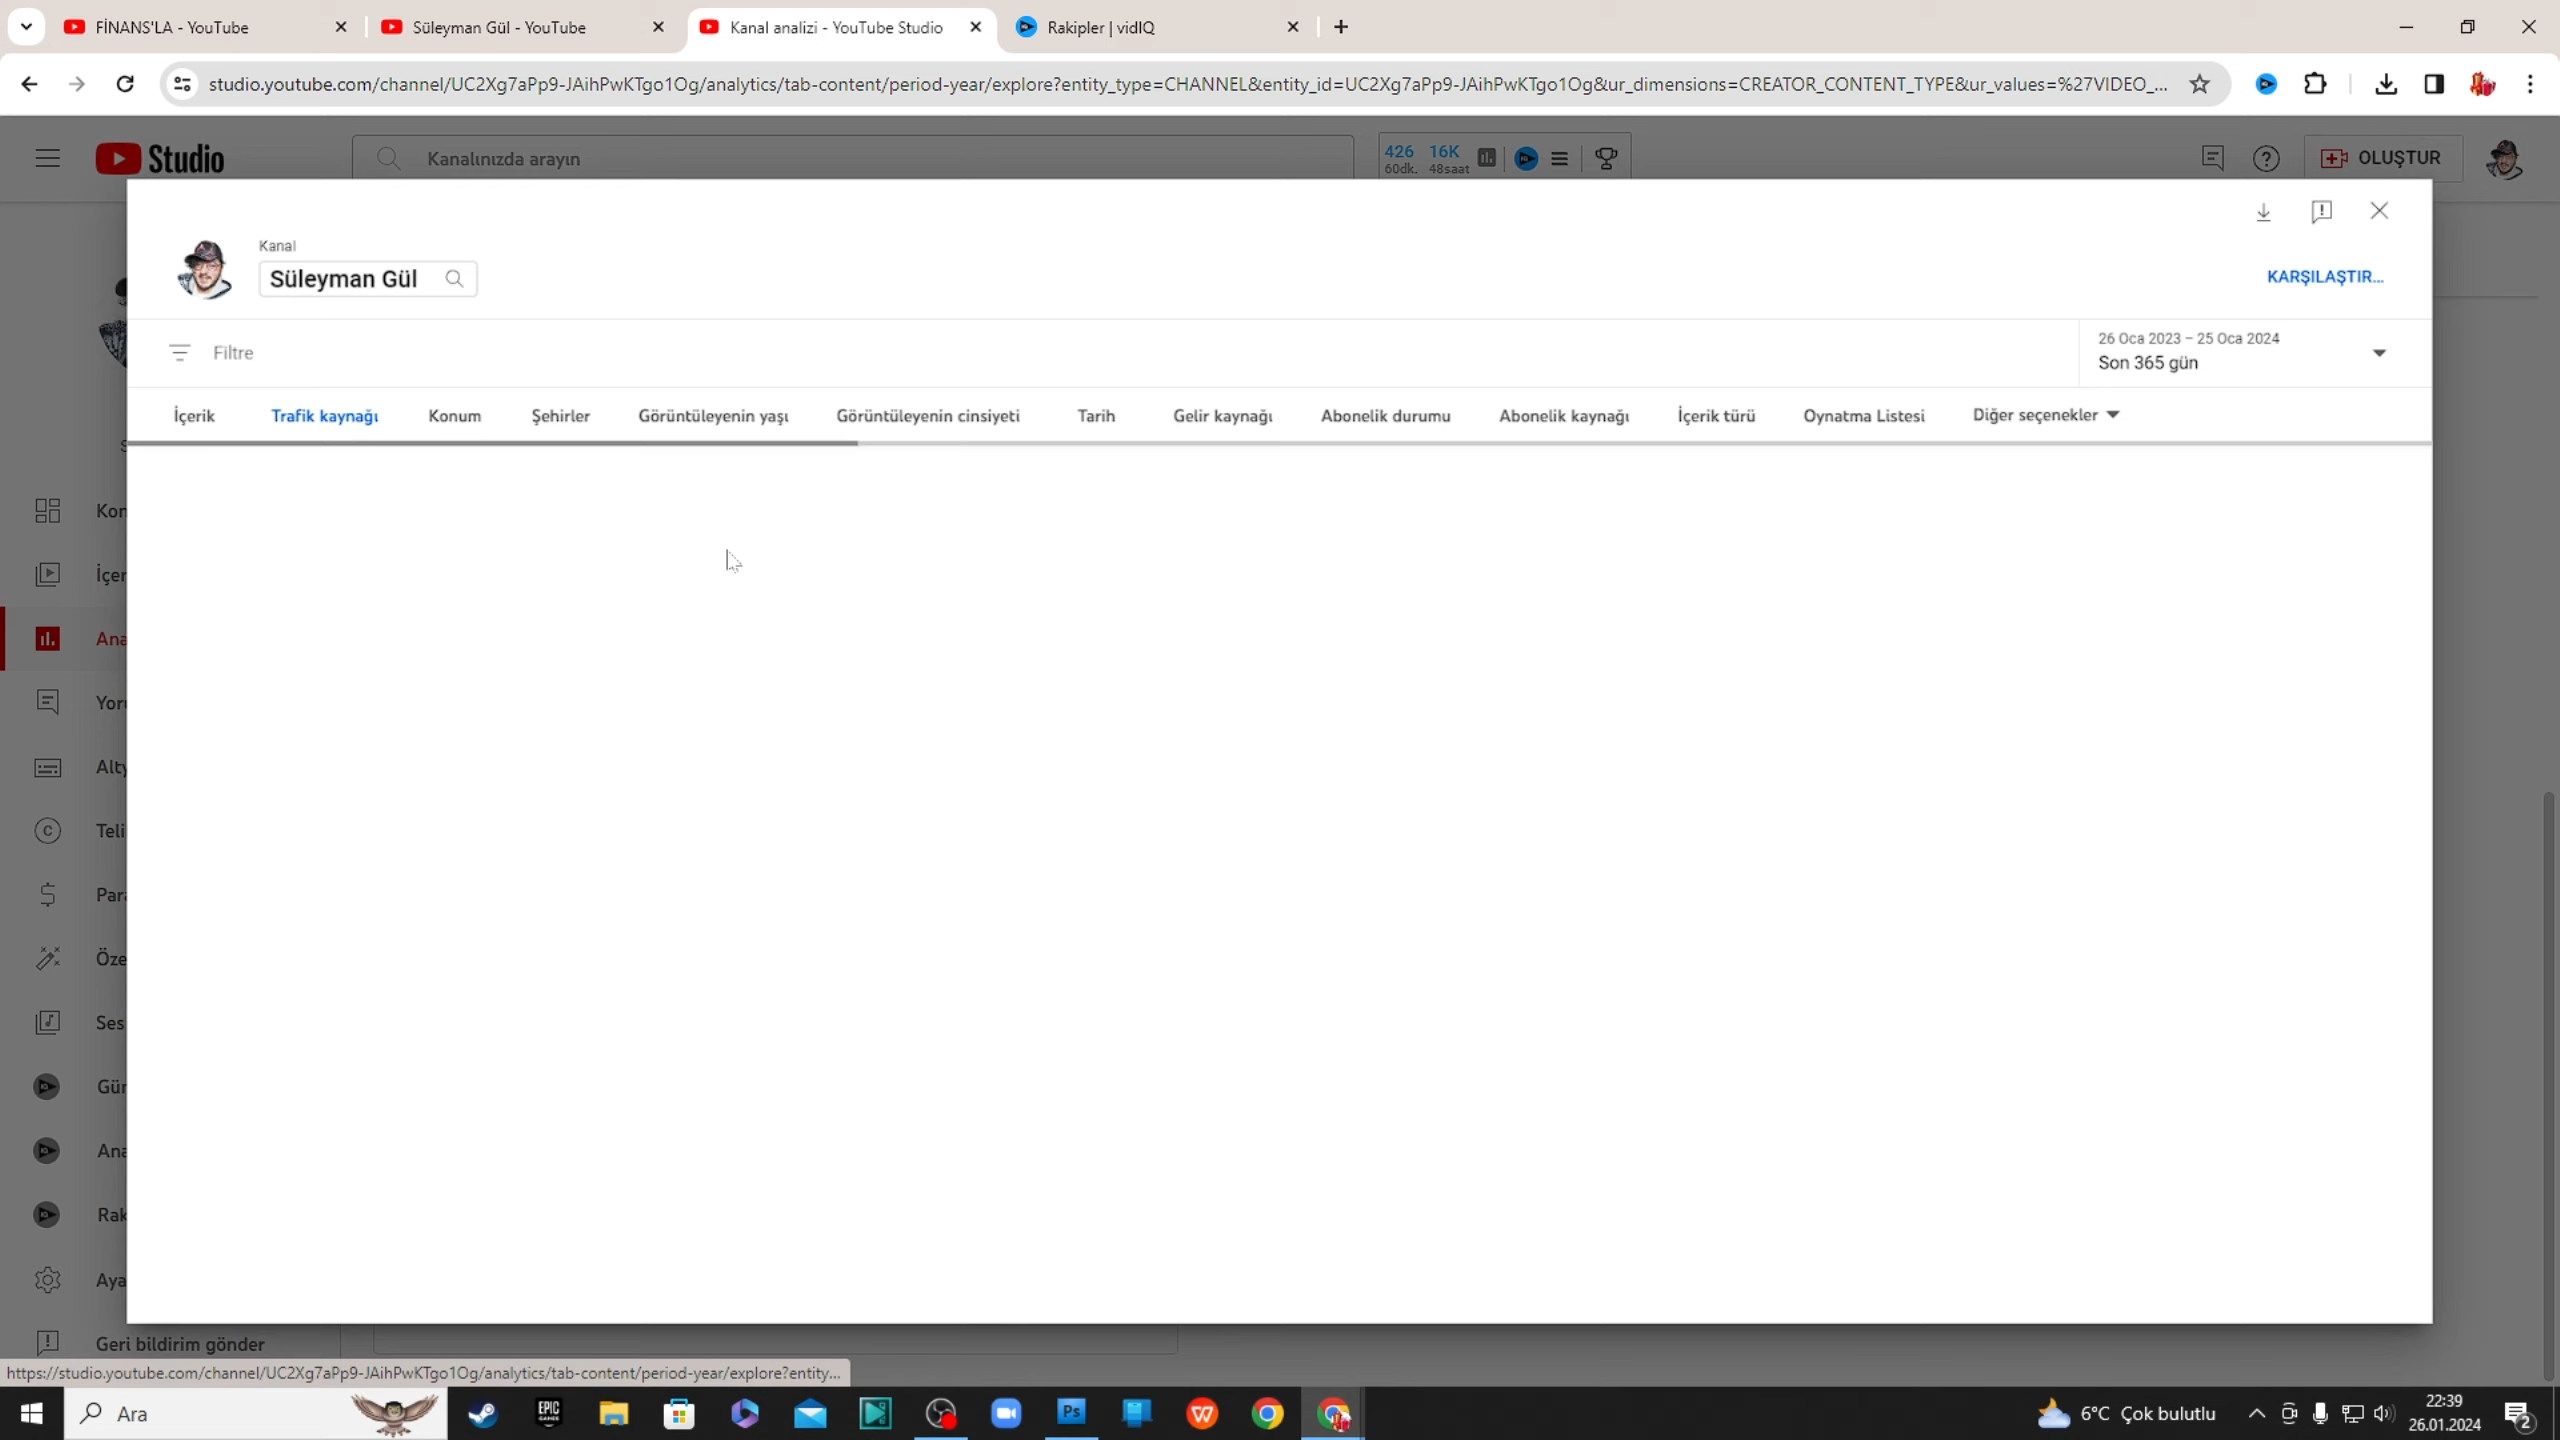 FİNANS'LA - YouTube
Süleyman Gül - YouTube
Kanal analizi - YouTube Studio
Rakipler | vidIQ
studio.youtube.com/channel/UC2Xg7aPp9-JAihPwKTgo1Og/analytics/tab-content/period-year/explore?entity_type=CHANNEL&entity_id=UC2Xg7aPp9-JAihPwKTgo1Og&ur_dimensions=CREATOR_CONTENT_TYPE&ur_values=%27VIDEO_...
Studio
Kanalınızda arayın
426 16K
60dk. 48saat
OLUŞTUR
Kanal
Süleyman Gül
KARŞILAŞTIR...
Filtre
26 Oca 2023 – 25 Oca 2024
Son 365 gün
İçerik Trafik kaynağı Konum Şehirler Görüntüleyenin yaşı Görüntüleyenin cinsiyeti Tarih Gelir kaynağı Abonelik durumu Abonelik kaynağı İçerik türü Oynatma Listesi Diğer seçenekler
S
Kon
İçer
Ana
Yoru
Alty
Teli
Para
Öze
Ses
Gün
Ana
Rak
Aya
Geri bildirim gönder
https://studio.youtube.com/channel/UC2Xg7aPp9-JAihPwKTgo1Og/analytics/tab-content/period-year/explore?entity...
Ara
EPIC GAMES
Ps
6°C Çok bulutlu
22:39
26.01.2024
2